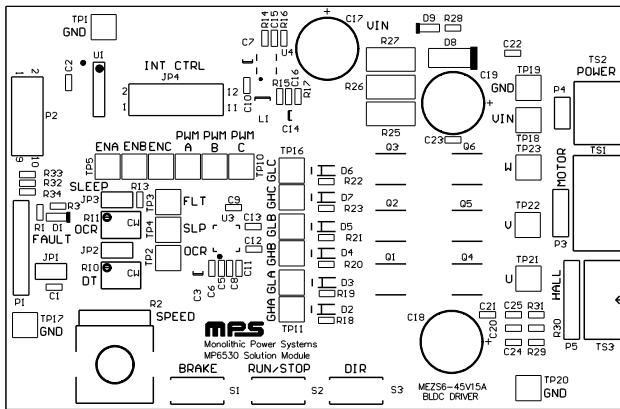 TP1
GND
U1
C2
INT CTRL
JP4
2
1
12
11
R14
C15
R16
C7
U4
C10
L1
R15
C16
R17
C14
C17
VIN
R27
R26
R25
D9
R28
D8
C19
C22
C23
TP19
GND
VIN
TP18
TP23
W
TS2
POWER
P4
TS1
MOTOR
P3
P2
1
2
9
10
R33
R32
R34
SLEEP
JP3
R13
R3
R1
D1
FAULT
R11
OCR
CW
JP2
R10
DT
CW
JP1
C1
P1
TP5
ENA
ENB
ENC
PWM
A
PWM
B
PWM
C
TP10
TP16
GLC
GHC
GLB
GHB
GLA
GHA
TP11
TP3
FLT
TP4
SLP
TP2
OCR
C9
U3
C13
C12
C3
C6
C5
C8
C11
D6
R22
D7
R23
D5
R21
D4
R20
D3
R19
D2
R18
Q3
Q6
Q2
Q5
Q1
Q4
TP22
V
TP21
U
HALL
P5
TS3
C18
C21
C20
C25
R31
C24
R29
R30
TP17
GND
R2
SPEED
MPS
Monolithic Power Systems
MP6530 Solution Module
BRAKE
S1
RUN/STOP
S2
DIR
S3
MEZS6-45V15A
BLDC DRIVER
TP20
GND